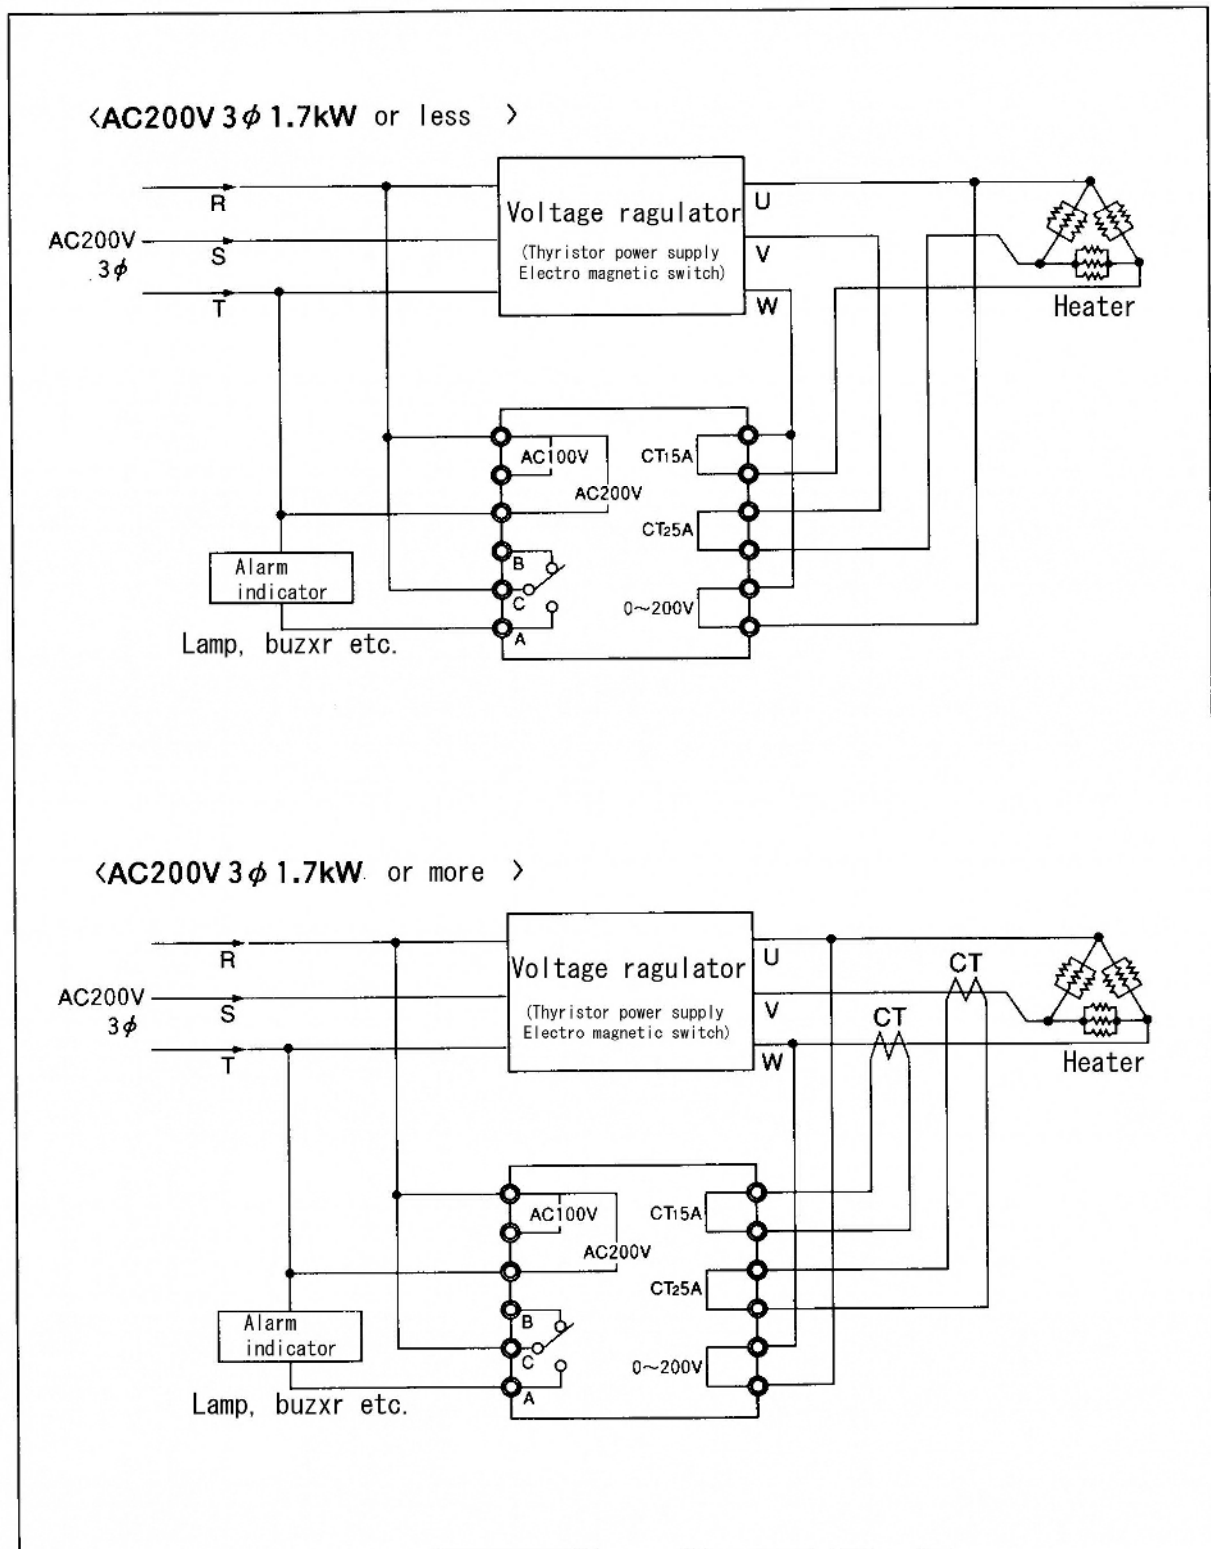 〈AC200V 3φ 1.7kW or less 〉
R
AC200V
S
3φ
T
Voltage ragulator
(Thyristor power supply
Electro magnetic switch)
U
V
W
Heater
AC100V
AC200V
CT₁5A
CT₂5A
0～200V
B
C
A
Alarm
indicator
Lamp, buzxr etc.
〈AC200V 3φ 1.7kW or more 〉
R
AC200V
S
3φ
T
Voltage ragulator
(Thyristor power supply
Electro magnetic switch)
U
V
W
CT
CT
Heater
AC100V
AC200V
CT₁5A
CT₂5A
0～200V
B
C
A
Alarm
indicator
Lamp, buzxr etc.